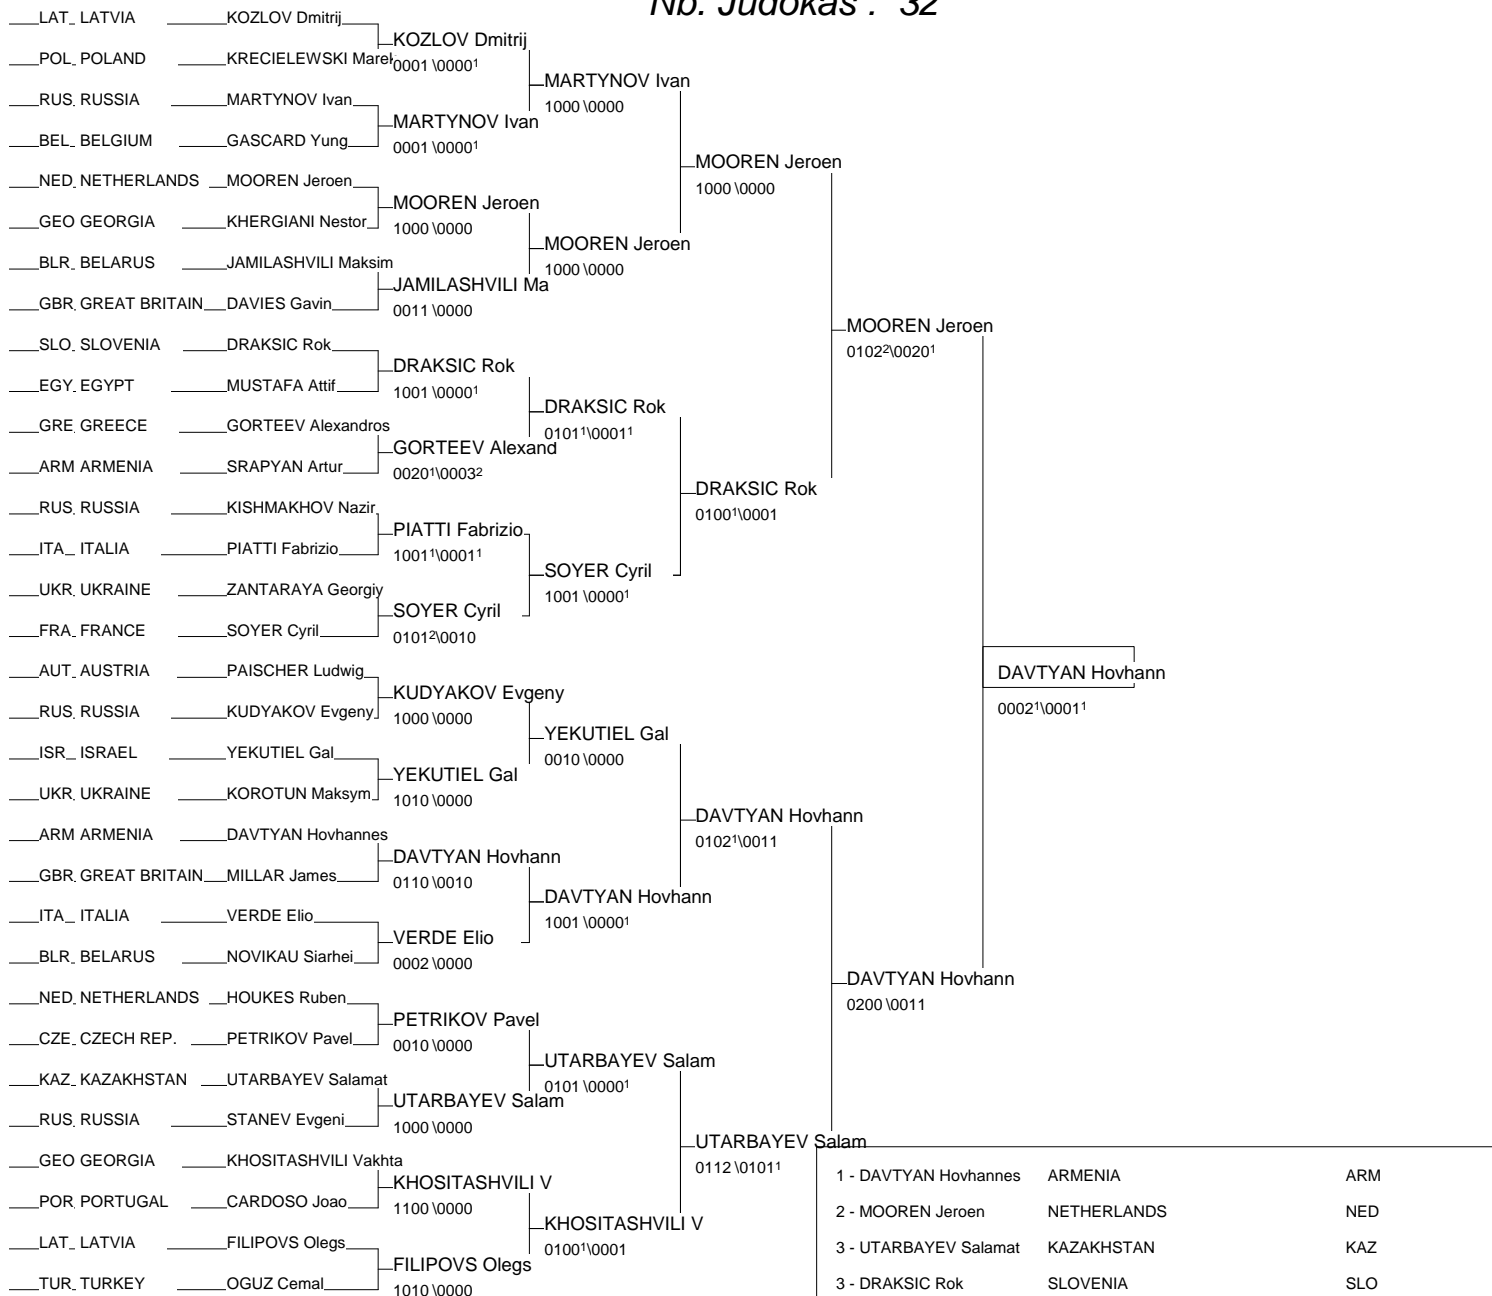 Nb. Judokas : 32
LAT LATVIA KOZLOV Dmitrij
KOZLOV Dmitrij
POL POLAND KRECIELEWSKI Marek
0001\0000¹
MARTYNOV Ivan
1000\0000
RUS RUSSIA MARTYNOV Ivan
MARTYNOV Ivan
0001\0000¹
BEL BELGIUM GASCARD Yung
MOOREN Jeroen
1000\0000
NED NETHERLANDS MOOREN Jeroen
MOOREN Jeroen
1000\0000
GEO GEORGIA KHERGIANI Nestor
MOOREN Jeroen
1000\0000
BLR BELARUS JAMILASHVILI Maksim
JAMILASHVILI Ma
0011\0000
GBR GREAT BRITAIN DAVIES Gavin
MOOREN Jeroen
0102²\0020¹
SLO SLOVENIA DRAKSIC Rok
DRAKSIC Rok
1001\0000¹
EGY EGYPT MUSTAFA Attif
DRAKSIC Rok
0101¹\0001¹
GRE GREECE GORTEEV Alexandros
GORTEEV Alexand
0020¹\0003²
ARM ARMENIA SRAPYAN Artur
DRAKSIC Rok
0100¹\0001
RUS RUSSIA KISHMAKHOV Nazir
PIATTI Fabrizio
1001¹\0001¹
ITA ITALIA PIATTI Fabrizio
SOYER Cyril
1001\0000¹
UKR UKRAINE ZANTARAYA Georgiy
SOYER Cyril
0101²\0010
FRA FRANCE SOYER Cyril
DAVTYAN Hovhann
0002¹\0001¹
AUT AUSTRIA PAISCHER Ludwig
KUDYAKOV Evgeny
1000\0000
RUS RUSSIA KUDYAKOV Evgeny
YEKUTIEL Gal
0010\0000
ISR ISRAEL YEKUTIEL Gal
YEKUTIEL Gal
1010\0000
UKR UKRAINE KOROTUN Maksym
DAVTYAN Hovhann
0102¹\0011
ARM ARMENIA DAVTYAN Hovhannes
DAVTYAN Hovhann
0110\0010
GBR GREAT BRITAIN MILLAR James
DAVTYAN Hovhann
1001\0000¹
ITA ITALIA VERDE Elio
VERDE Elio
0002\0000
BLR BELARUS NOVIKAU Siarhei
DAVTYAN Hovhann
0200\0011
NED NETHERLANDS HOUKES Ruben
PETRIKOV Pavel
0010\0000
CZE CZECH REP. PETRIKOV Pavel
UTARBAYEV Salam
0101\0000¹
KAZ KAZAKHSTAN UTARBAYEV Salamat
UTARBAYEV Salam
1000\0000
RUS RUSSIA STANEV Evgeni
UTARBAYEV Salam
0112\0101¹
GEO GEORGIA KHOSITASHVILI Vakhta
KHOSITASHVILI V
1100\0000
POR PORTUGAL CARDOSO Joao
KHOSITASHVILI V
0100¹\0001
LAT LATVIA FILIPOVS Olegs
FILIPOVS Olegs
1010\0000
TUR TURKEY OGUZ Cemal
1 - DAVTYAN Hovhannes ARMENIA ARM
2 - MOOREN Jeroen NETHERLANDS NED
3 - UTARBAYEV Salamat KAZAKHSTAN KAZ
3 - DRAKSIC Rok SLOVENIA SLO